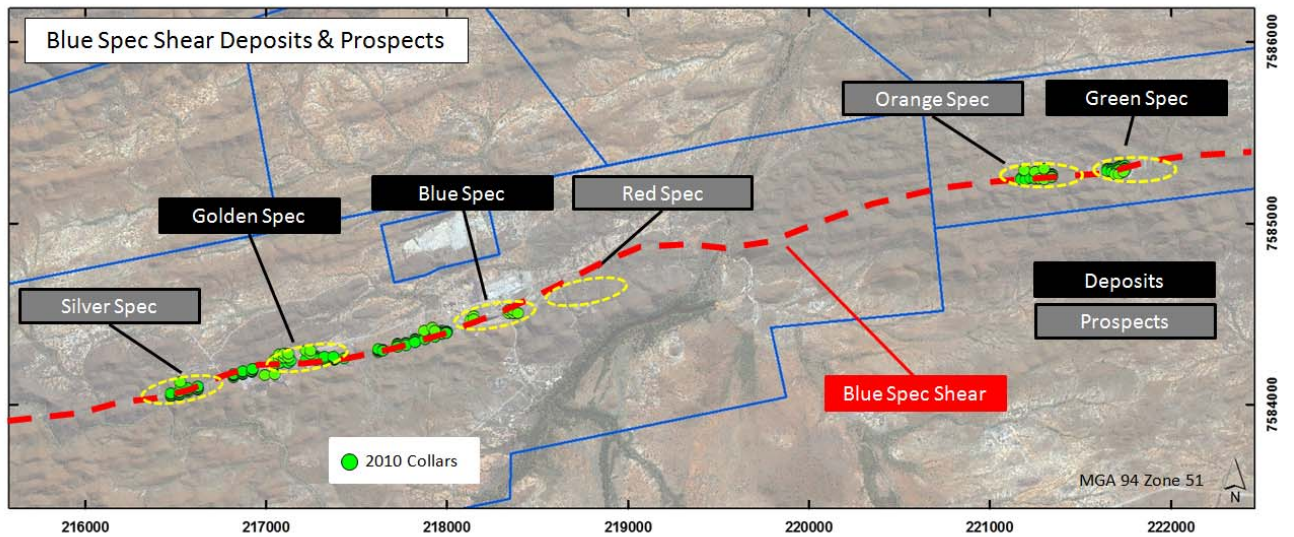 Blue Spec Shear Deposits & Prospects
7586000
Orange Spec
Green Spec
Blue Spec
Red Spec
Golden Spec
7585000
Silver Spec
Deposits
Prospects
Blue Spec Shear
7584000
2010 Collars
MGA 94 Zone 51
N
216000
217000
218000
219000
220000
221000
222000